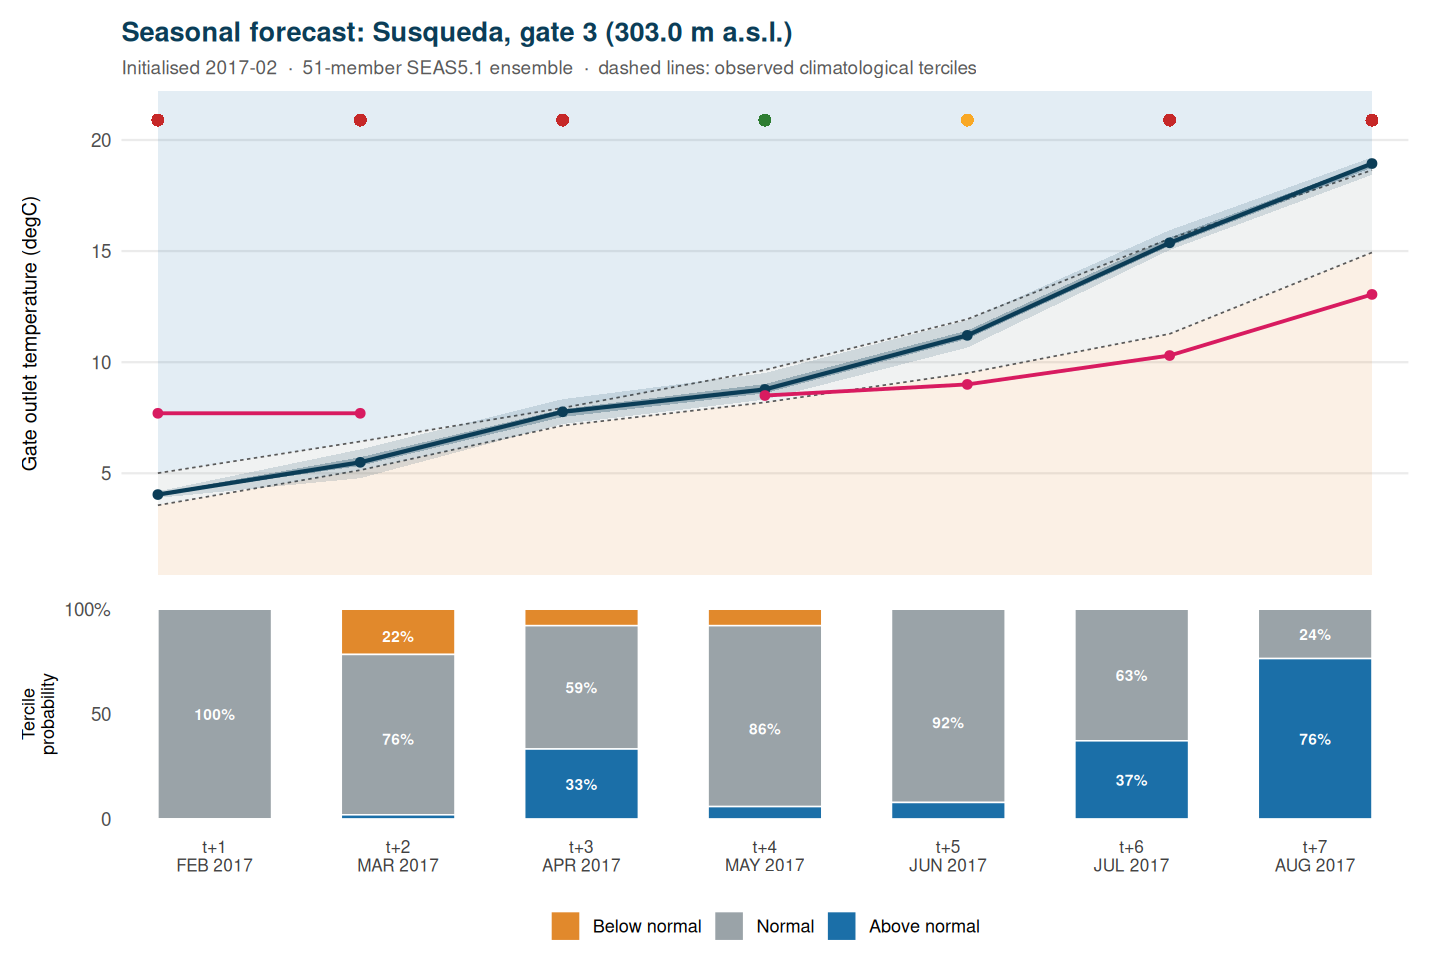 Seasonal forecast: Susqueda, gate 3 (303.0 m a.s.l.)
Initialised 2017-02 · 51-member SEAS5.1 ensemble · dashed lines: observed climatological terciles
Gate outlet temperature (degC)
20
15
10
5
Tercile
probability
100%
50
0
100%
22%
76%
59%
33%
86%
92%
63%
37%
24%
76%
t+1
FEB 2017
t+2
MAR 2017
t+3
APR 2017
t+4
MAY 2017
t+5
JUN 2017
t+6
JUL 2017
t+7
AUG 2017
Below normal
Normal
Above normal